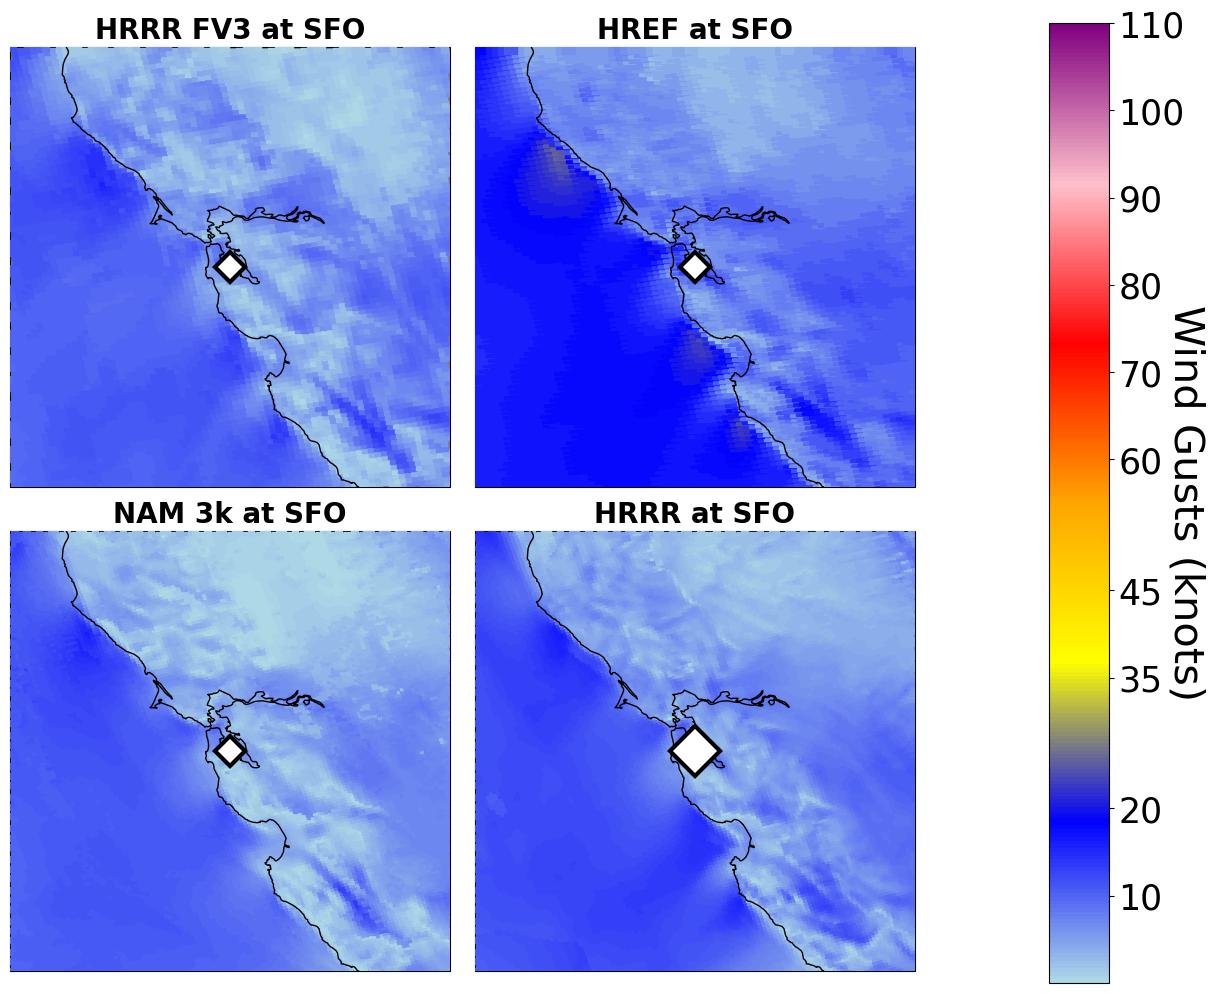 HRRR FV3 at SFO
HREF at SFO
NAM 3k at SFO
HRRR at SFO
110
100
90
80
70
60
45
35
20
10
Wind Gusts (knots)